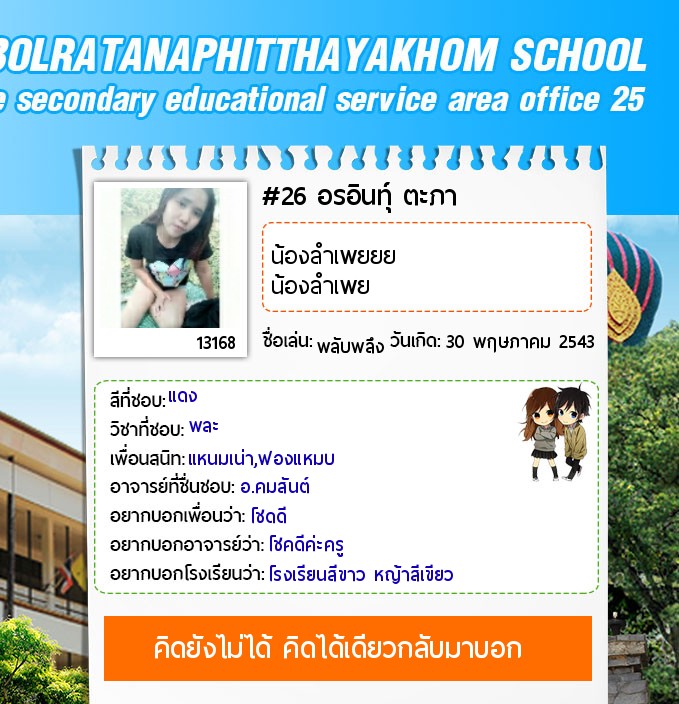 BOLRATANAPHITTHAYAKHOM SCHOOL
e secondary educational service area office 25
#26 อรอินทุ์ ตะภา
น้องลำเพยยย
น้องลำเพย
13168
ชื่อเล่น: พลับพลึง วันเกิด: 30 พฤษภาคม 2543
สีที่ชอบ: แดง
วิชาที่ชอบ: พละ
เพื่อนสนิท: แหนมเน่า,ฟองแหมบ
อาจารย์ที่ชื่นชอบ: อ.คมสันต์
อยากบอกเพื่อนว่า: โชดดี
อยากบอกอาจารย์ว่า: โชคดีค่ะครู
อยากบอกโรงเรียนว่า: โรงเรียนสีขาว หญ้าสีเขียว
คิดยังไม่ได้ คิดได้เดียวกลับมาบอก